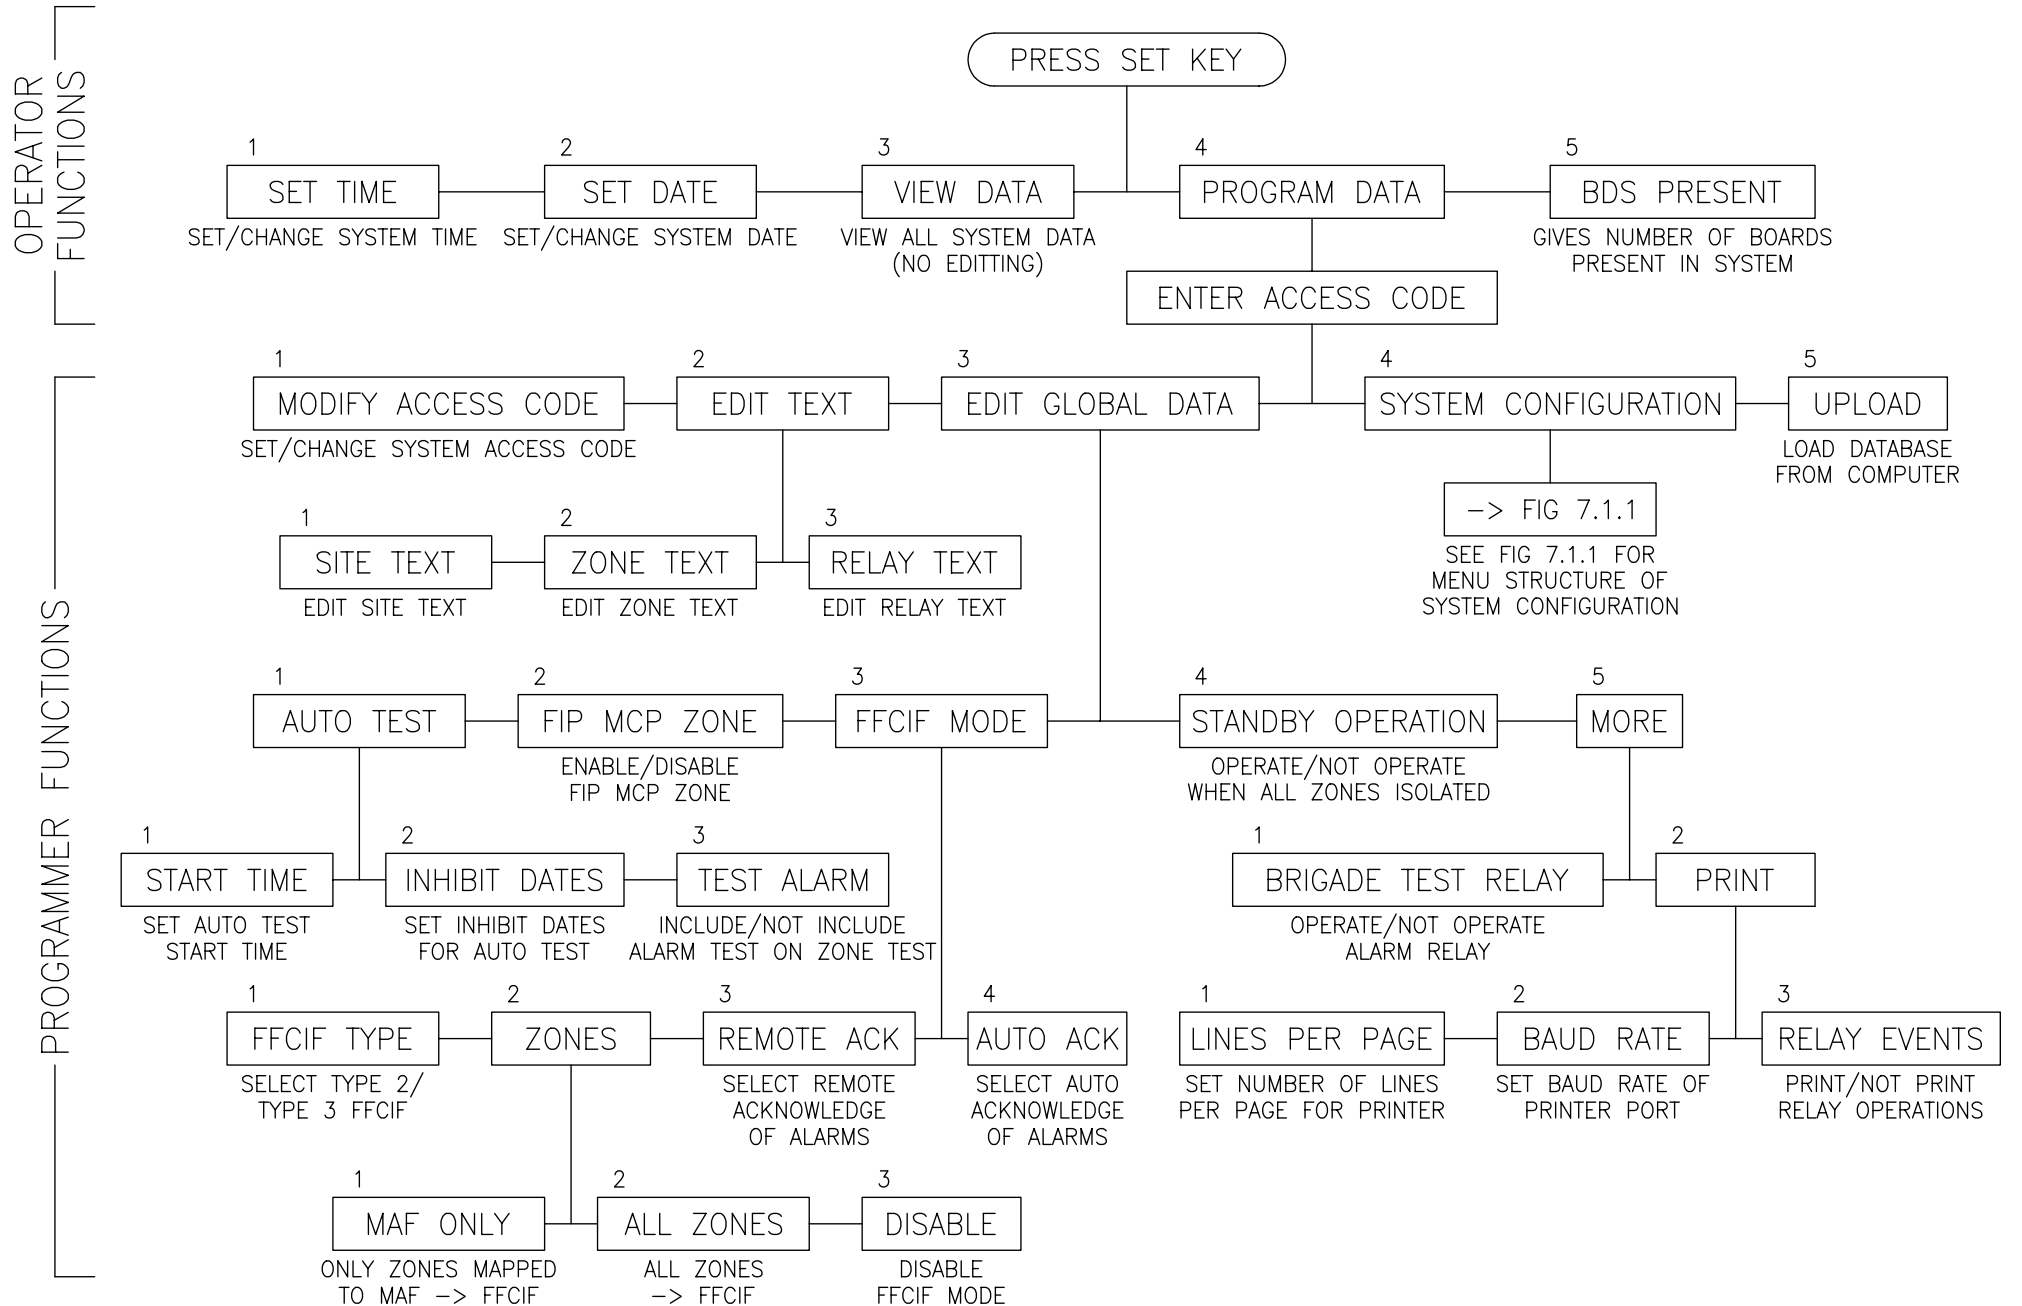 OPERATOR
FUNCTIONS
PRESS SET KEY
1
2
3
4
5
SET TIME
SET DATE
VIEW DATA
PROGRAM DATA
BDS PRESENT
SET/CHANGE SYSTEM TIME
SET/CHANGE SYSTEM DATE
VIEW ALL SYSTEM DATA
(NO EDITTING)
GIVES NUMBER OF BOARDS
PRESENT IN SYSTEM
ENTER ACCESS CODE
PROGRAMMER FUNCTIONS
1
2
3
4
5
MODIFY ACCESS CODE
EDIT TEXT
EDIT GLOBAL DATA
SYSTEM CONFIGURATION
UPLOAD
SET/CHANGE SYSTEM ACCESS CODE
LOAD DATABASE
FROM COMPUTER
-> FIG 7.1.1
SEE FIG 7.1.1 FOR
MENU STRUCTURE OF
SYSTEM CONFIGURATION
1
2
3
SITE TEXT
ZONE TEXT
RELAY TEXT
EDIT SITE TEXT
EDIT ZONE TEXT
EDIT RELAY TEXT
1
2
3
4
5
AUTO TEST
FIP MCP ZONE
FFCIF MODE
STANDBY OPERATION
MORE
ENABLE/DISABLE
FIP MCP ZONE
OPERATE/NOT OPERATE
WHEN ALL ZONES ISOLATED
1
2
3
1
2
START TIME
INHIBIT DATES
TEST ALARM
BRIGADE TEST RELAY
PRINT
SET AUTO TEST
START TIME
SET INHIBIT DATES
FOR AUTO TEST
INCLUDE/NOT INCLUDE
ALARM TEST ON ZONE TEST
OPERATE/NOT OPERATE
ALARM RELAY
1
2
3
4
1
2
3
FFCIF TYPE
ZONES
REMOTE ACK
AUTO ACK
LINES PER PAGE
BAUD RATE
RELAY EVENTS
SELECT TYPE 2/
TYPE 3 FFCIF
SELECT REMOTE
ACKNOWLEDGE
OF ALARMS
SELECT AUTO
ACKNOWLEDGE
OF ALARMS
SET NUMBER OF LINES
PER PAGE FOR PRINTER
SET BAUD RATE OF
PRINTER PORT
PRINT/NOT PRINT
RELAY OPERATIONS
1
2
3
MAF ONLY
ALL ZONES
DISABLE
ONLY ZONES MAPPED
TO MAF -> FFCIF
ALL ZONES
-> FFCIF
DISABLE
FFCIF MODE